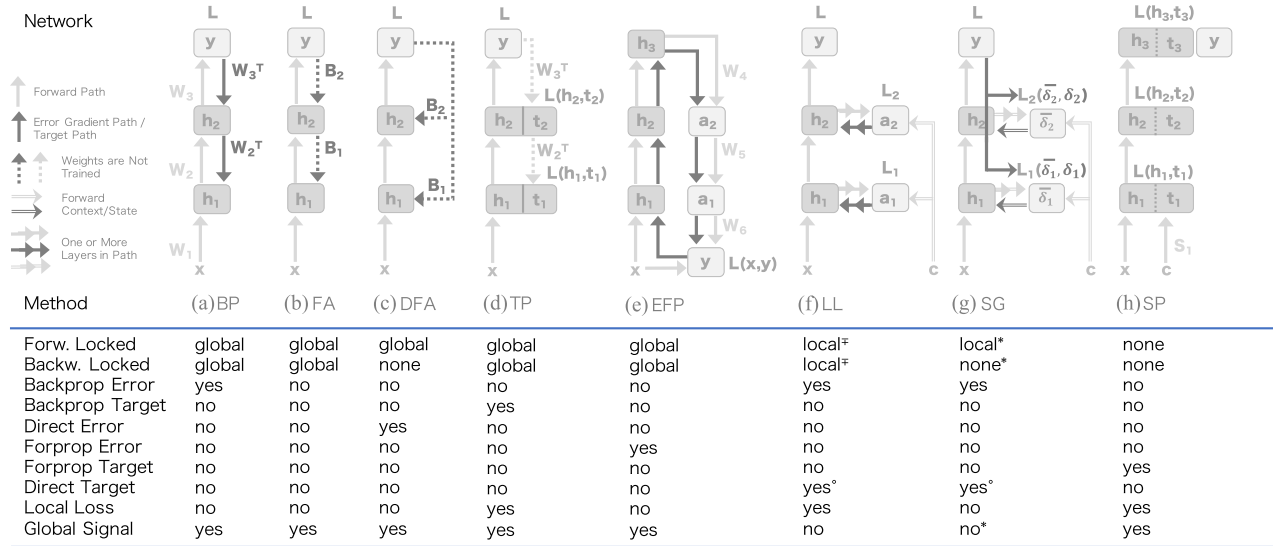 Network
Forward Path
Error Gradient Path /
Target Path
Weights are Not
Trained
Forward
Context/State
One or More
Layers in Path
L
y
W₃ᵀ
W₃
h₂
W₂ᵀ
W₂
h₁
W₁
x
L
y
B₂
h₂
B₁
h₁
x
L
y
B₂
h₂
B₁
h₁
x
L
y
W₃ᵀ
L(h₂,t₂)
h₂ t₂
W₂ᵀ
L(h₁,t₁)
h₁ t₁
x
h₃
W₄
h₂ a₂
W₅
h₁ a₁
W₆
x y L(x,y)
L
y
L₂
h₂ a₂
L₁
h₁ a₁
x c
L
y
L₂(δ̅₂, δ₂)
h₂ δ̅₂
L₁(δ̅₁, δ₁)
h₁ δ̅₁
x c
L(h₃,t₃)
h₃ t₃ y
L(h₂,t₂)
h₂ t₂
L(h₁,t₁)
h₁ t₁
S₁
x c
Method (a) BP (b) FA (c) DFA (d) TP (e) EFP (f) LL (g) SG (h) SP
Forw. Locked global global global global global local∓ local* none
Backw. Locked global global none global global local∓ none* none
Backprop Error yes no no no no yes yes no
Backprop Target no no no yes no no no no
Direct Error no no yes no no no no no
Forprop Error no no no no yes no no no
Forprop Target no no no no no no no yes
Direct Target no no no no no yes° yes° no
Local Loss no no no yes no yes no yes
Global Signal yes yes yes yes yes no no* yes